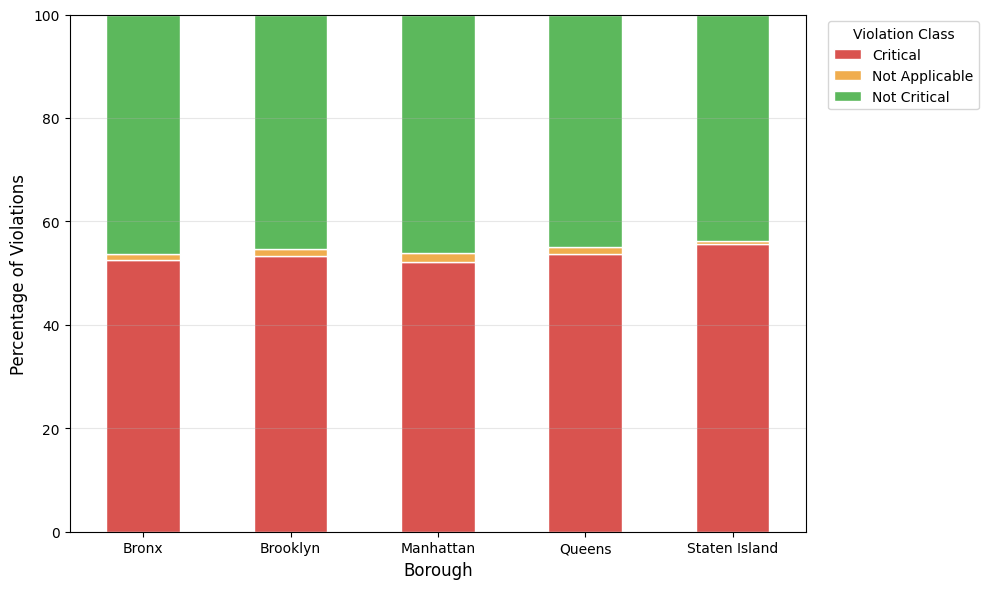 100
80
60
40
20
0
Percentage of Violations
Bronx
Brooklyn
Manhattan
Queens
Staten Island
Borough
Violation Class
Critical
Not Applicable
Not Critical